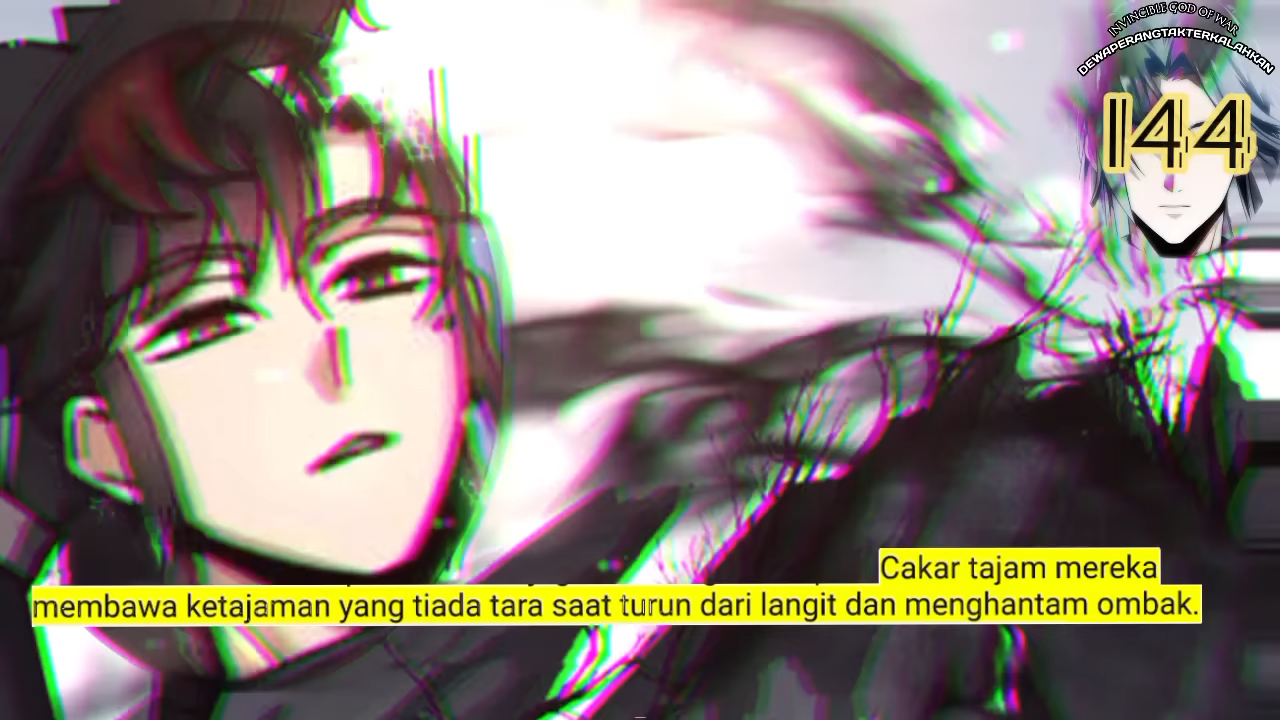 INVINCIBLE GOD OF WAR
DEWAPERANGTAKTERKALAHKAN
144
Cakar tajam mereka
membawa ketajaman yang tiada tara saat turun dari langit dan menghantam ombak.